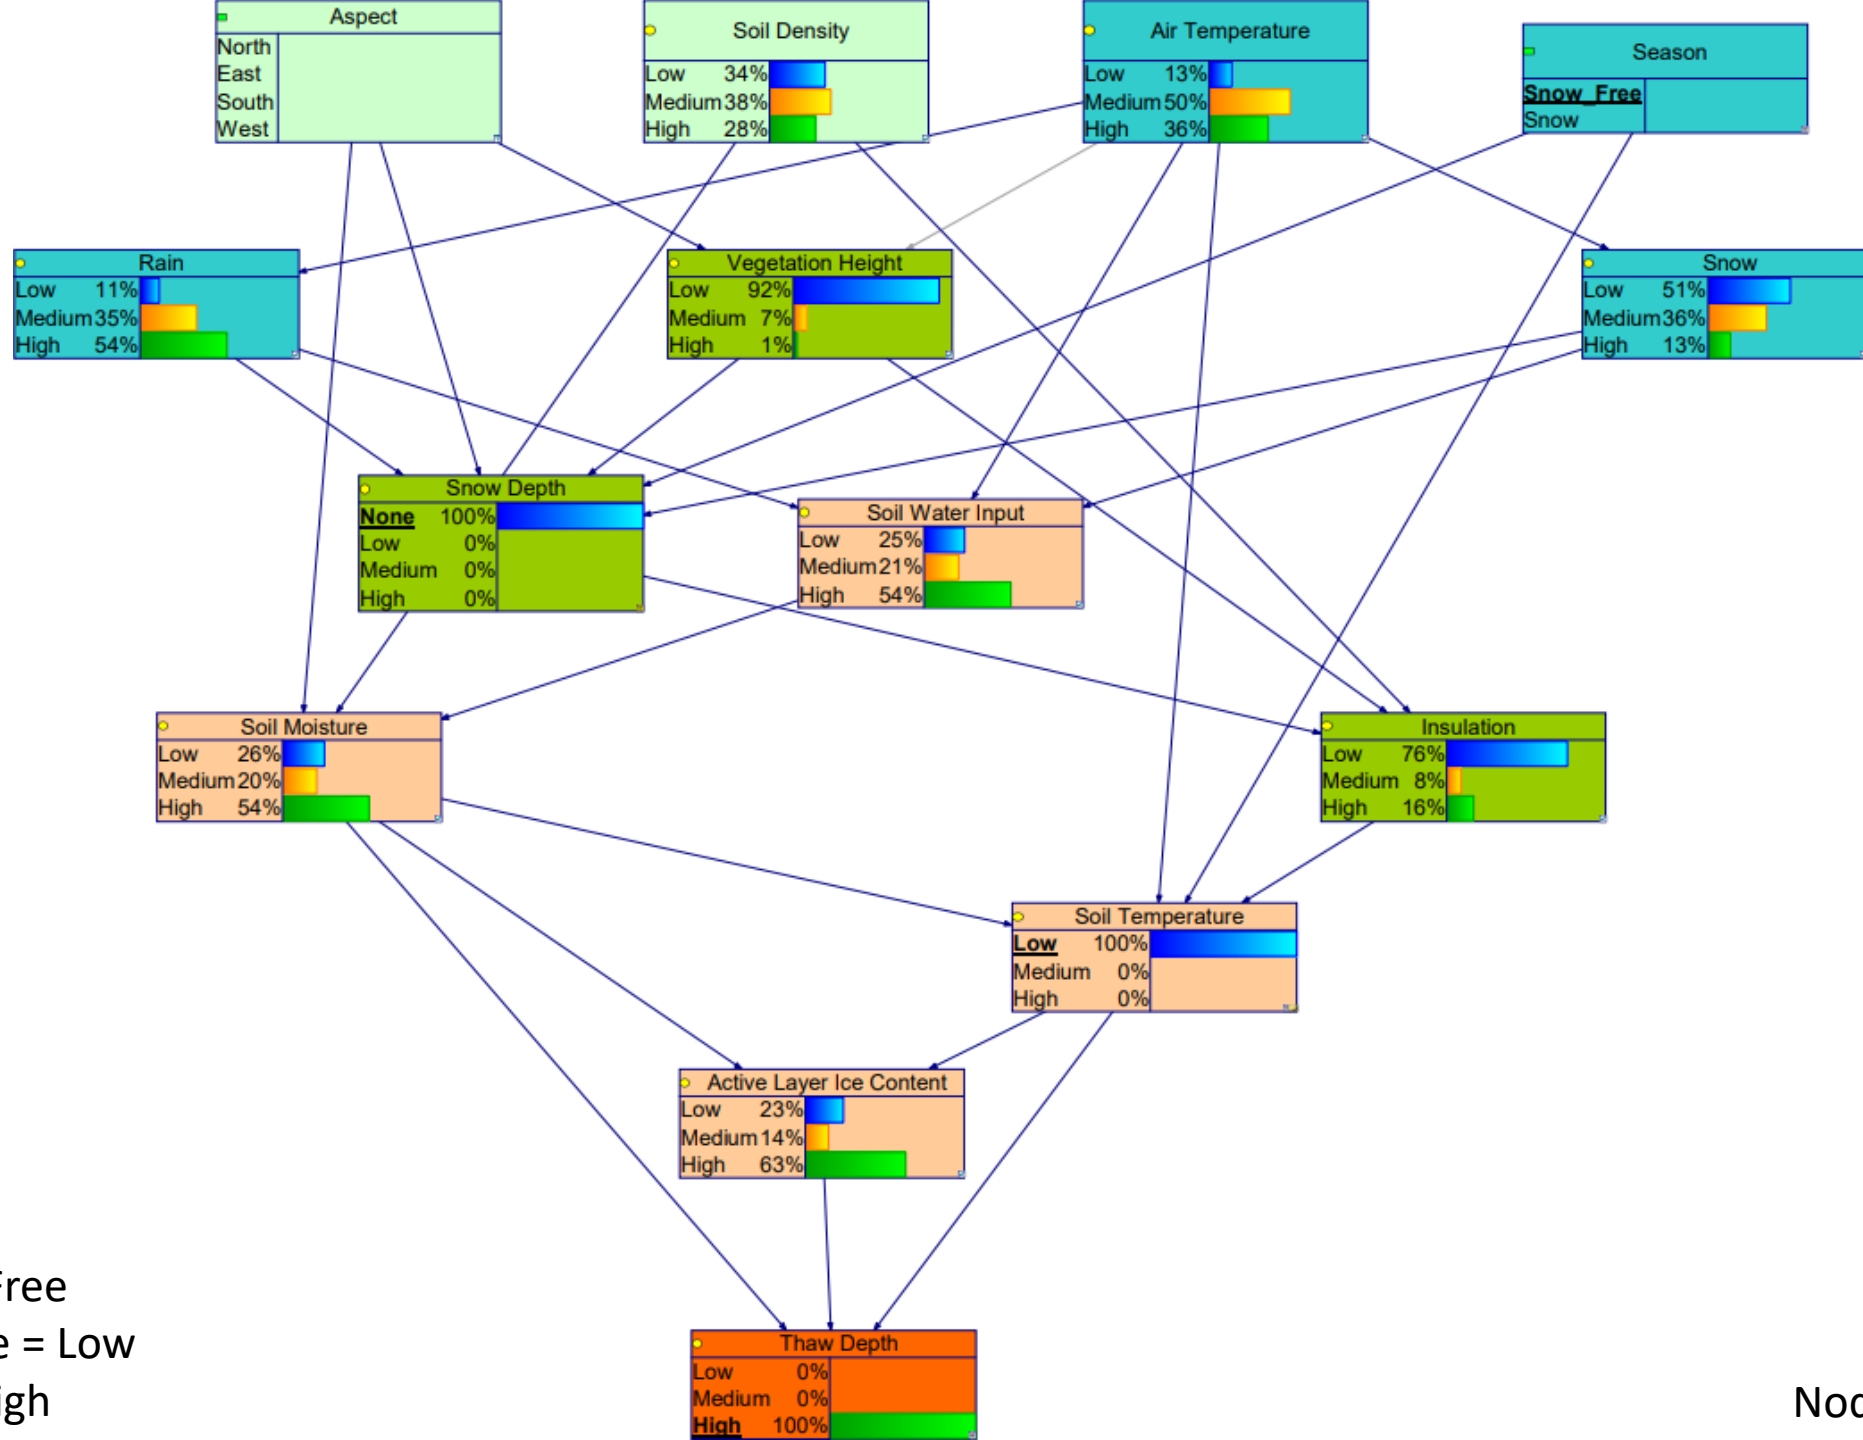 Aspect
North
East
South
West
Soil Density
Low 34%
Medium 38%
High 28%
Air Temperature
Low 13%
Medium 50%
High 36%
Season
Snow_Free
Snow
Rain
Low 11%
Medium 35%
High 54%
Vegetation Height
Low 92%
Medium 7%
High 1%
Snow
Low 51%
Medium 36%
High 13%
Snow Depth
None 100%
Low 0%
Medium 0%
High 0%
Soil Water Input
Low 25%
Medium 21%
High 54%
Soil Moisture
Low 26%
Medium 20%
High 54%
Insulation
Low 76%
Medium 8%
High 16%
Soil Temperature
Low 100%
Medium 0%
High 0%
Active Layer Ice Content
Low 23%
Medium 14%
High 63%
Thaw Depth
Low 0%
Medium 0%
High 100%
Free
e = Low
igh
Nod